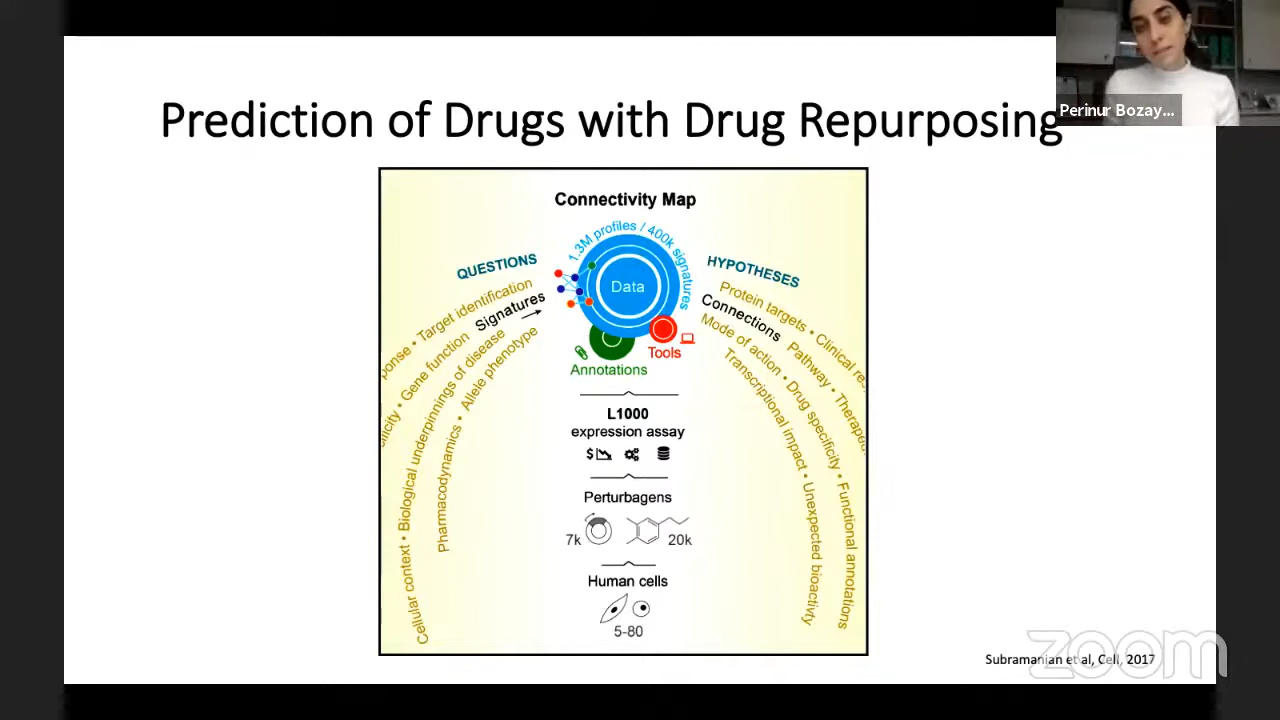 Prediction of Drugs with Drug Repurposing
Perinur Bozay...
Connectivity Map
1.3M profiles / 400k signatures
Data
Annotations
Tools
QUESTIONS
Target identification
Signatures
Gene function
Biological underpinnings of disease
Cellular context •
Pharmacodynamics • Allele phenotype
HYPOTHESES
Protein targets • Clinical re
Connections
Pathway •
Mode of action • Drug specificity • Functional annotations
Transcriptional impact • Unexpected bioactivity
L1000
expression assay
$
Perturbagens
7k
20k
Human cells
5-80
Subramanian et al, Cell, 2017
zoom